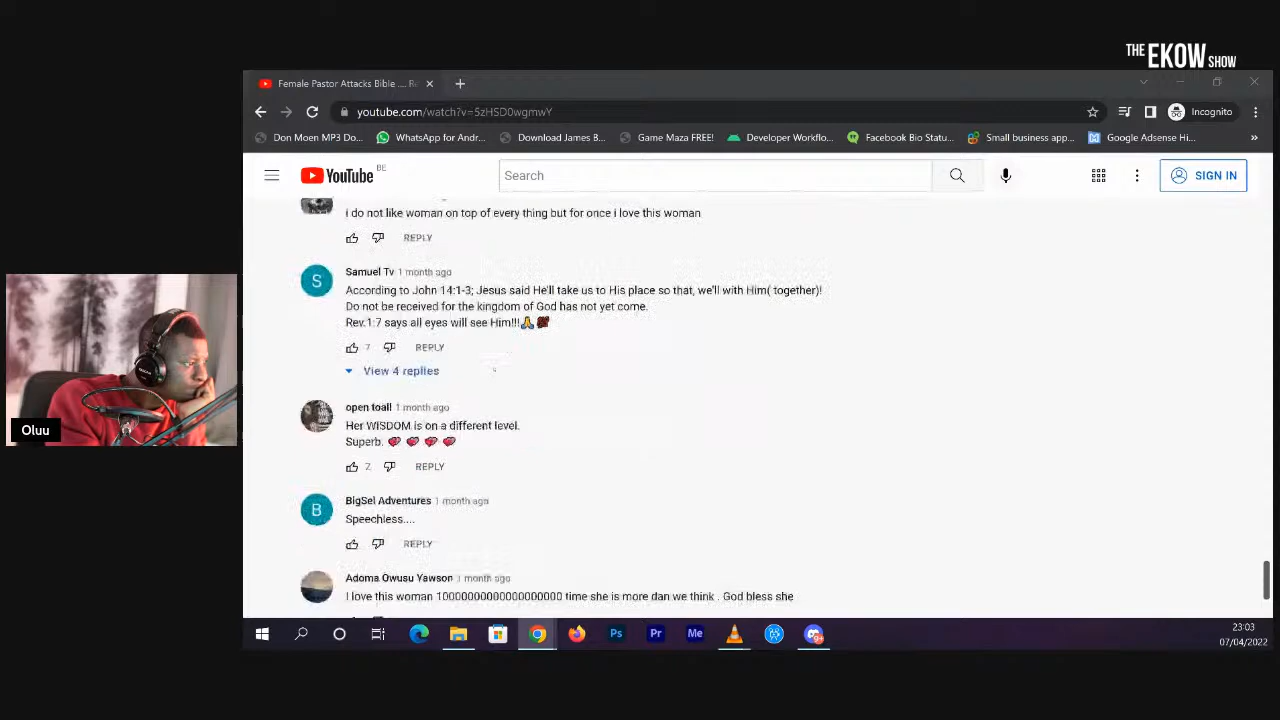 THE EKOW SHOW
Female Pastor Attacks Bible .... Be
youtube.com/watch?v=5zHSD0wgmwY
Incognito
Don Moen MP3 Do...
WhatsApp for Andr...
Download James B...
Game Maza FREE!
Developer Workflo...
Facebook Bio Statu...
Small business app...
Google Adsense Hi...
YouTube BE
Search
SIGN IN
i do not like woman on top of every thing but for once i love this woman
REPLY
S
Samuel Tv 1 month ago
According to John 14:1-3; Jesus said He'll take us to His place so that, we'll with Him( together)!
Do not be received for the kingdom of God has not yet come.
Rev.1:7 says all eyes will see Him!!!🙏💯
7 REPLY
View 4 replies
open toall 1 month ago
Her WISDOM is on a different level.
Superb. 💕 💕 💕 💕
2 REPLY
B
BigSel Adventures 1 month ago
Speechless....
REPLY
Adoma Owusu Yawson 1 month ago
I love this woman 10000000000000000000 time she is more dan we think . God bless she
Oluu
Ps
Pr
Me
23:03
07/04/2022